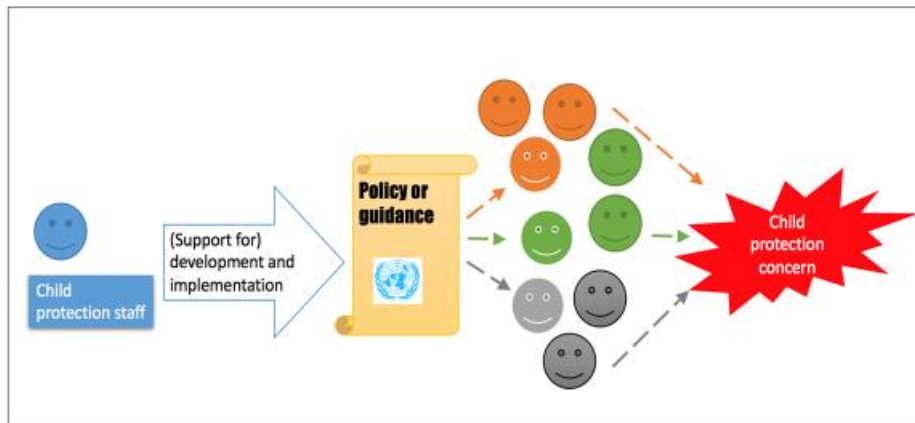 Child
protection staff
(Support for)
development and
implementation
Policy or
guidance
Child
protection
concern